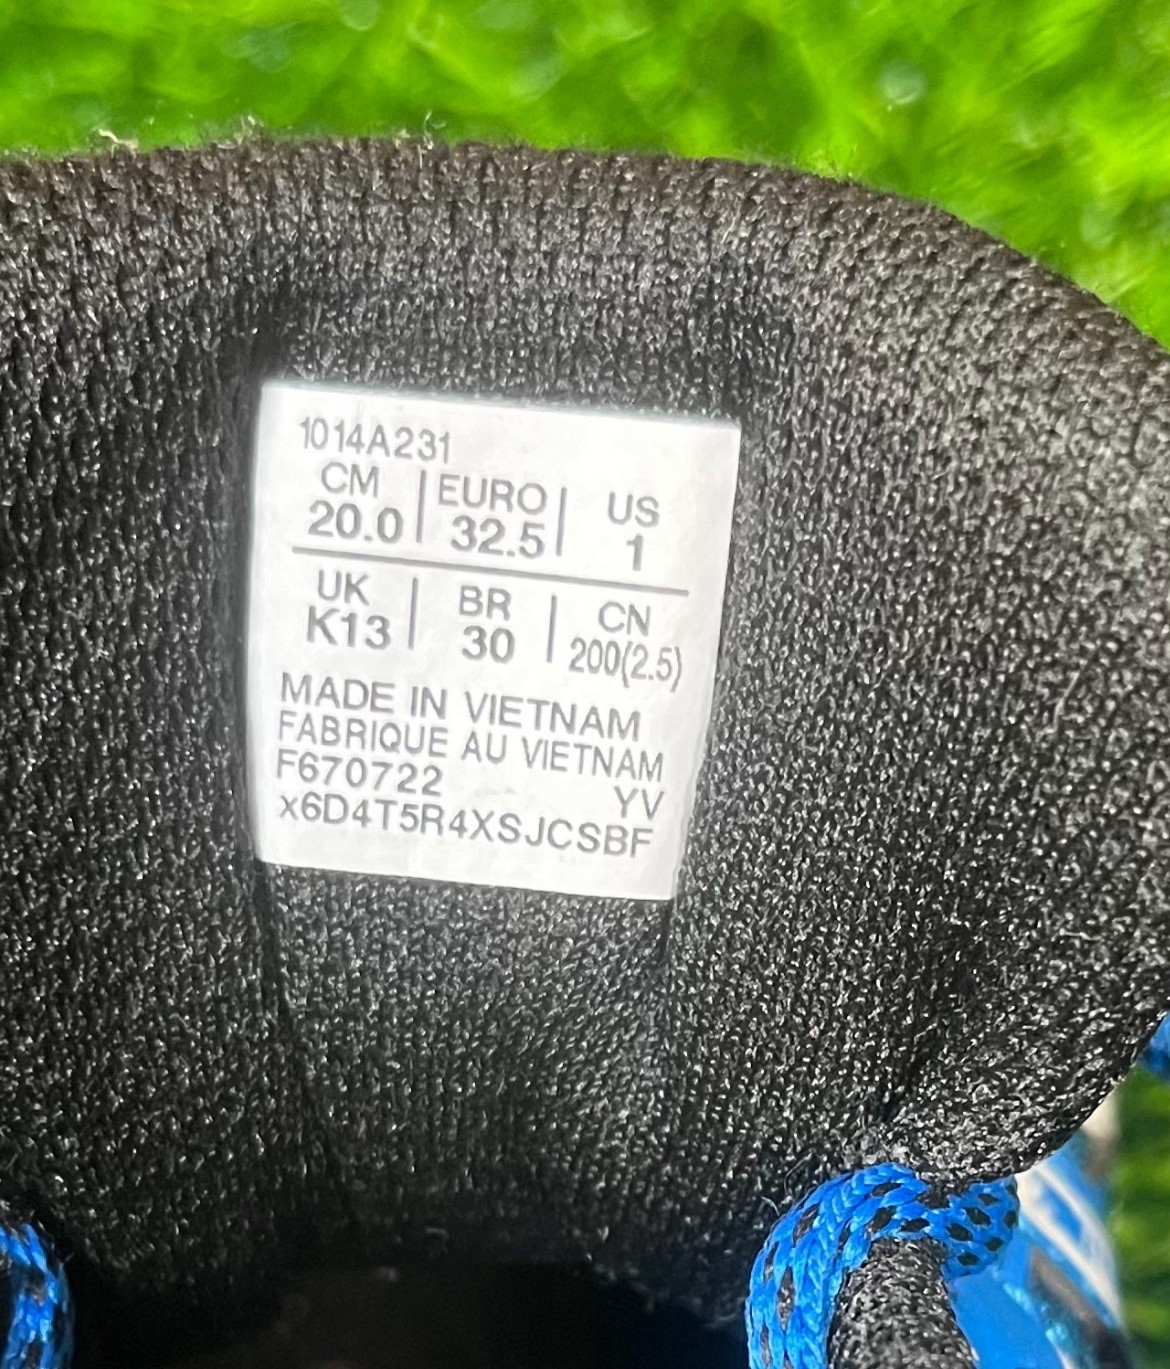 1014A231
CM | EURO | US
20.0 | 32.5 | 1
UK | BR | CN
K13 | 30 | 200(2.5)
MADE IN VIETNAM
FABRIQUE AU VIETNAM
F670722 YV
x6D4T5R4XSJCSBF